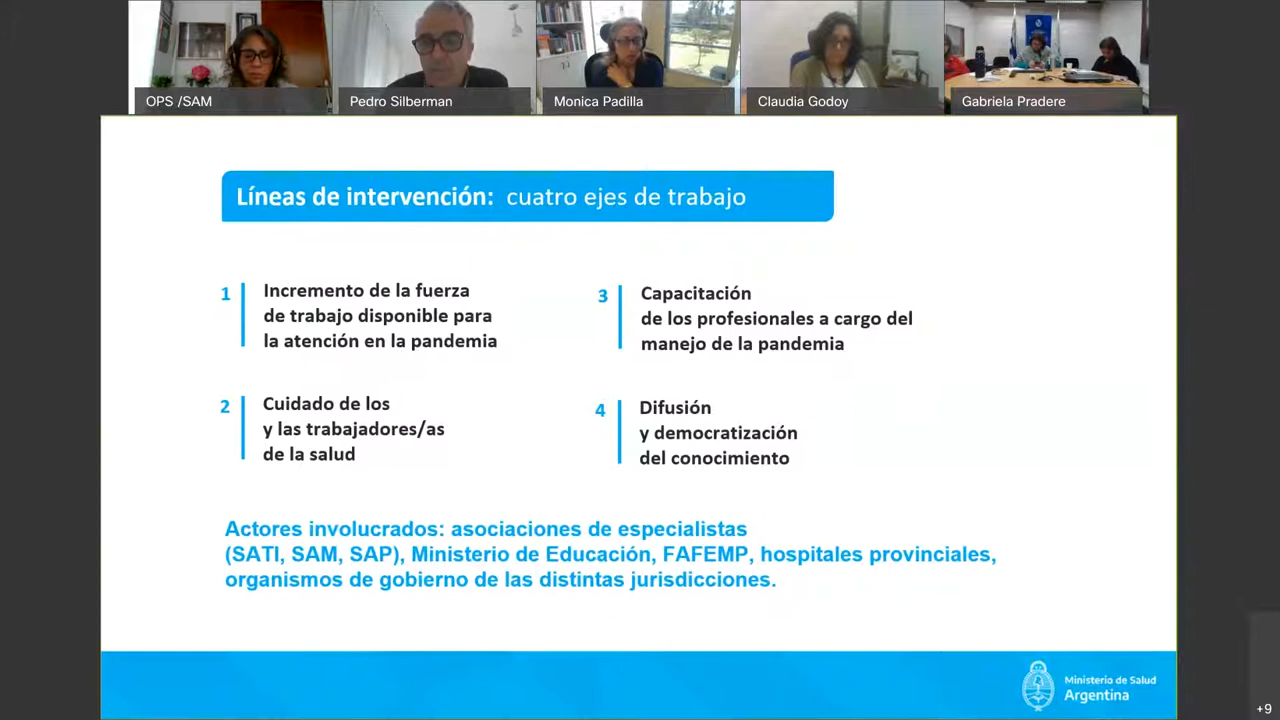 OPS /SAM
Pedro Silberman
Monica Padilla
Claudia Godoy
Gabriela Pradere
Líneas de intervención: cuatro ejes de trabajo
1
Incremento de la fuerza
de trabajo disponible para
la atención en la pandemia
2
Cuidado de los
y las trabajadores/as
de la salud
3
Capacitación
de los profesionales a cargo del
manejo de la pandemia
4
Difusión
y democratización
del conocimiento
Actores involucrados: asociaciones de especialistas
(SATI, SAM, SAP), Ministerio de Educación, FAFEMP, hospitales provinciales,
organismos de gobierno de las distintas jurisdicciones.
Ministerio de Salud
Argentina
+9